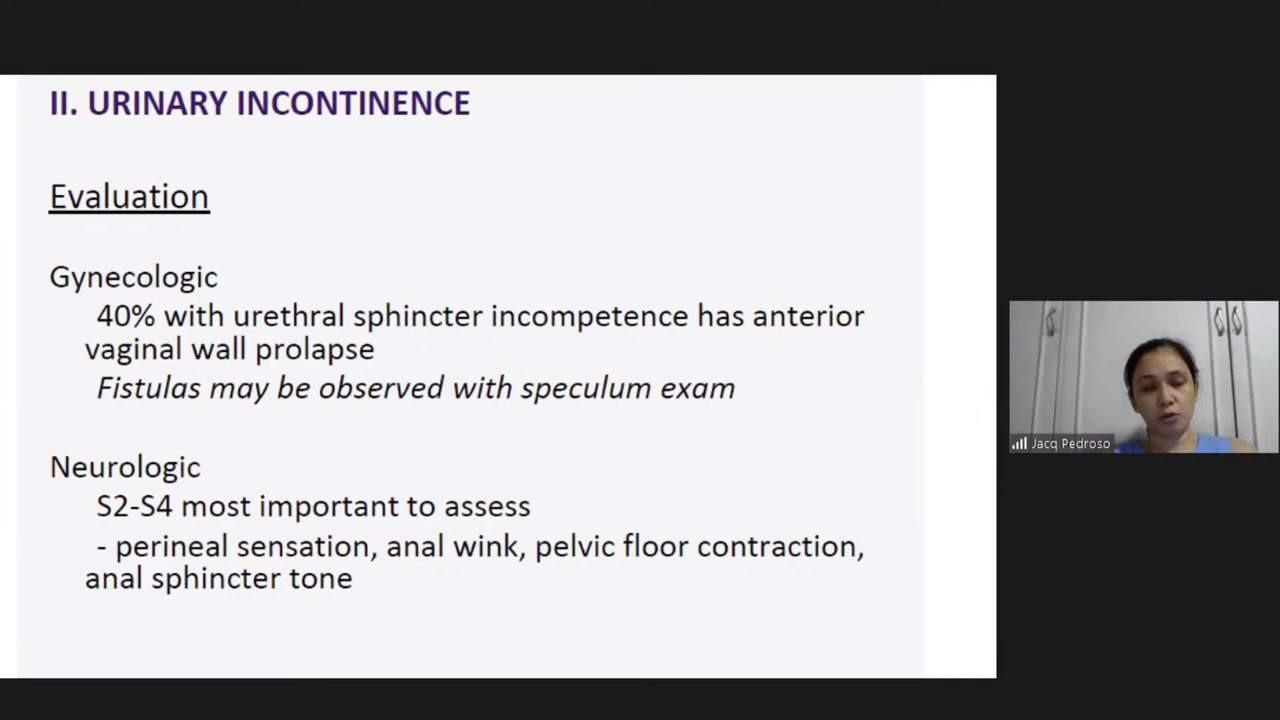 II. URINARY INCONTINENCE
Evaluation
Gynecologic
40% with urethral sphincter incompetence has anterior
vaginal wall prolapse
Fistulas may be observed with speculum exam
Neurologic
S2-S4 most important to assess
- perineal sensation, anal wink, pelvic floor contraction,
anal sphincter tone
Jacq Pedroso